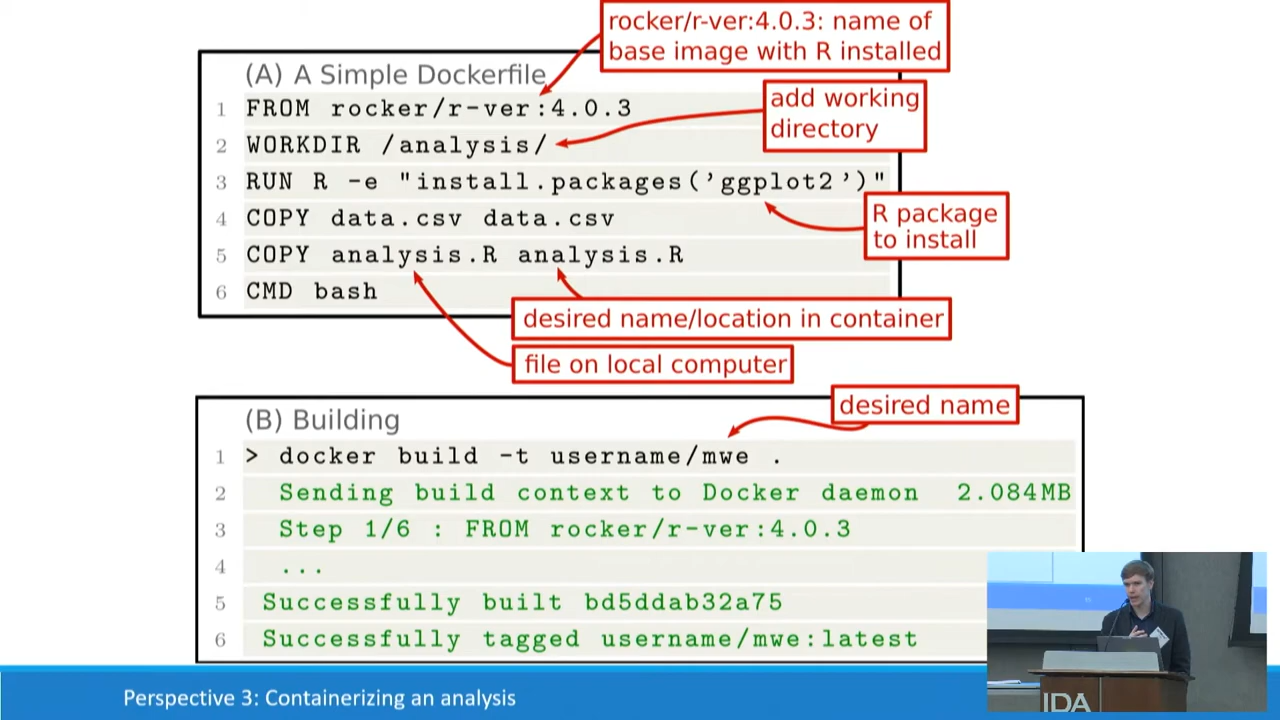 rocker/r-ver:4.0.3: name of
base image with R installed
(A) A Simple Dockerfile
add working
directory
1 FROM rocker/r-ver:4.0.3
2 WORKDIR /analysis/
3 RUN R -e "install.packages('ggplot2')"
4 COPY data.csv data.csv
5 COPY analysis.R analysis.R
6 CMD bash
R package
to install
desired name/location in container
file on local computer
(B) Building
desired name
1 > docker build -t username/mwe .
2 Sending build context to Docker daemon 2.084MB
3 Step 1/6 : FROM rocker/r-ver:4.0.3
4 ...
5 Successfully built bd5ddab32a75
6 Successfully tagged username/mwe:latest
Perspective 3: Containerizing an analysis
IDA